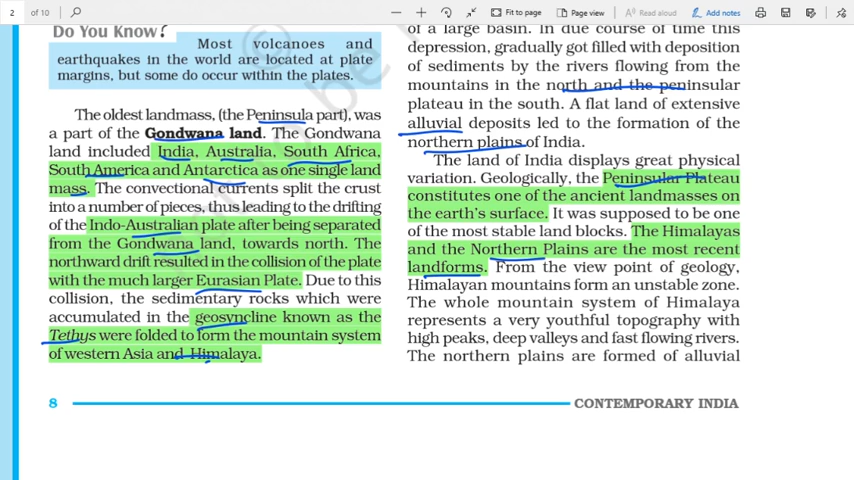 2 of 10 Fit to page Page view Read aloud Add notes
Do You Know?
Most volcanoes and
earthquakes in the world are located at plate
margins, but some do occur within the plates.
The oldest landmass, (the Peninsula part), was
a part of the Gondwana land. The Gondwana
land included India, Australia, South Africa,
South America and Antarctica as one single land
mass. The convectional currents split the crust
into a number of pieces, thus leading to the drifting
of the Indo-Australian plate after being separated
from the Gondwana land, towards north. The
northward drift resulted in the collision of the plate
with the much larger Eurasian Plate. Due to this
collision, the sedimentary rocks which were
accumulated in the geosyncline known as the
Tethys were folded to form the mountain system
of western Asia and Himalaya.
of a large basin. In due course of time this
depression, gradually got filled with deposition
of sediments by the rivers flowing from the
mountains in the north and the peninsular
plateau in the south. A flat land of extensive
alluvial deposits led to the formation of the
northern plains of India.
The land of India displays great physical
variation. Geologically, the Peninsular Plateau
constitutes one of the ancient landmasses on
the earth's surface. It was supposed to be one
of the most stable land blocks. The Himalayas
and the Northern Plains are the most recent
landforms. From the view point of geology,
Himalayan mountains form an unstable zone.
The whole mountain system of Himalaya
represents a very youthful topography with
high peaks, deep valleys and fast flowing rivers.
The northern plains are formed of alluvial
8 CONTEMPORARY INDIA